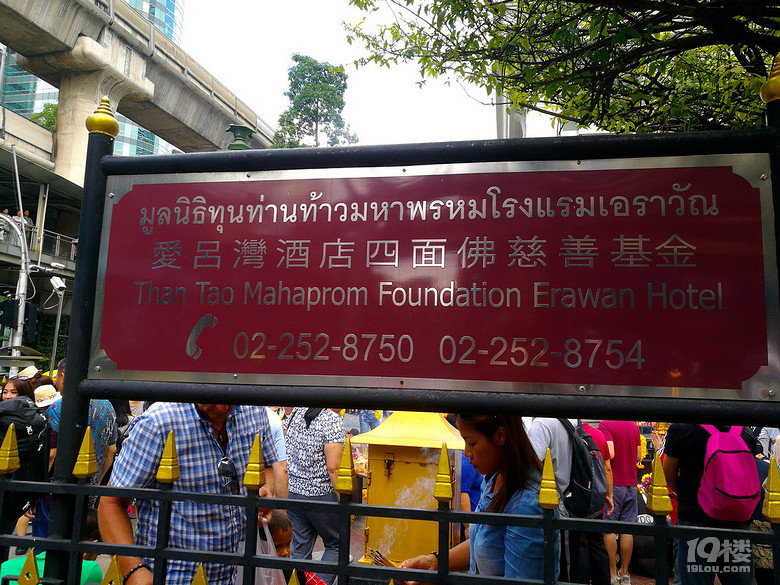 มูลนิธิทุนท่านท้าวมหาพรหมโรงแรมเอราวัณ
愛呂灣酒店四面佛慈善基金
Than Tao Mahaprom Foundation Erawan Hotel
02-252-8750 02-252-8754
19楼
19lou.com